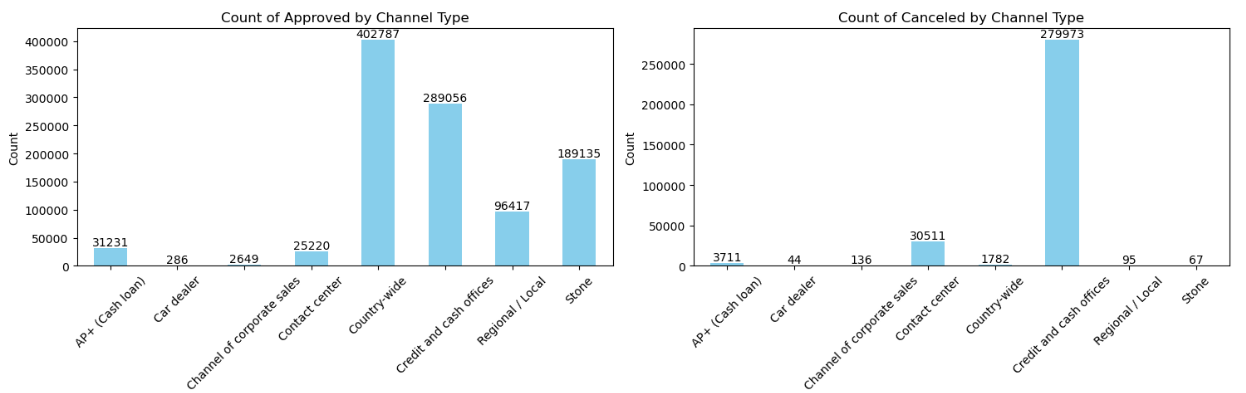 Count of Approved by Channel Type
Count
400000
350000
300000
250000
200000
150000
100000
50000
0
31231
286
2649
25220
402787
289056
96417
189135
AP+ (Cash loan)
Car dealer
Channel of corporate sales
Contact center
Country-wide
Credit and cash offices
Regional / Local
Stone
Count of Canceled by Channel Type
Count
250000
200000
150000
100000
50000
0
3711
44
136
30511
1782
279973
95
67
AP+ (Cash loan)
Car dealer
Channel of corporate sales
Contact center
Country-wide
Credit and cash offices
Regional / Local
Stone